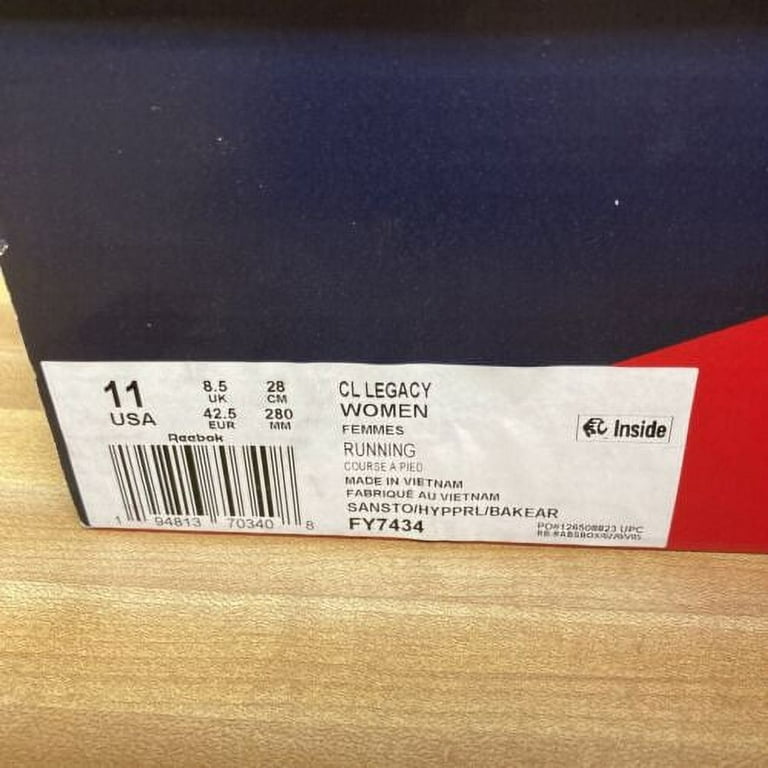 11 USA
8.5 UK
28 CM
42.5 EUR
280 MM
Reebok
1 94813 70340 8
CL LEGACY
WOMEN
FEMMES
RUNNING
COURSE A PIED
MADE IN VIETNAM
FABRIQUÉ AU VIETNAM
SANSTO/HYPPRL/BAKEAR
FY7434
Inside
UPC